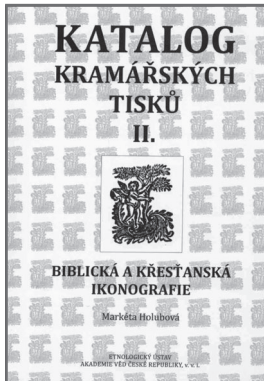 KATALOG
KRAMÁŘSKÝCH
TISKŮ
II.
BIBLICKÁ A KŘESŤANSKÁ
IKONOGRAFIE
Markéta Holubová
ETNOLOGICKÝ ÚSTAV
AKADEMIE VĚD ČESKÉ REPUBLIKY, v. v. i.